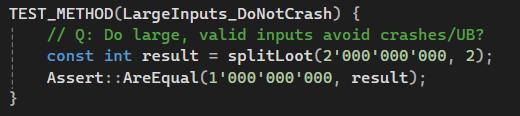 TEST_METHOD(LargeInputs_DoNotCrash) {
    // Q: Do large, valid inputs avoid crashes/UB?
    const int result = splitLoot(2'000'000'000, 2);
    Assert::AreEqual(1'000'000'000, result);
}